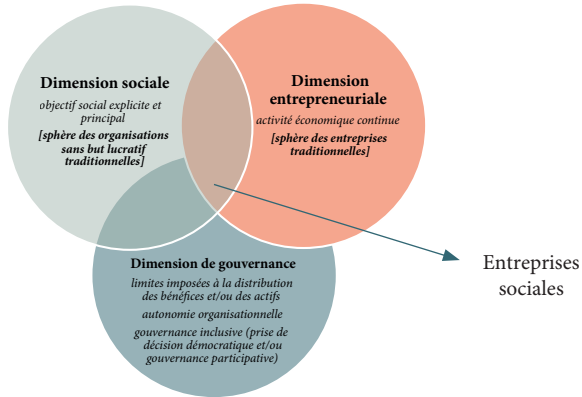 Dimension sociale
objectif social explicite et
principal
[sphère des organisations
sans but lucratif
traditionnelles]
Dimension
entrepreneuriale
activité économique continue
[sphère des entreprises
traditionnelles]
Dimension de gouvernance
limites imposées à la distribution
des bénéfices et/ou des actifs
autonomie organisationnelle
gouvernance inclusive (prise de
décision démocratique et/ou
gouvernance participative)
Entreprises
sociales